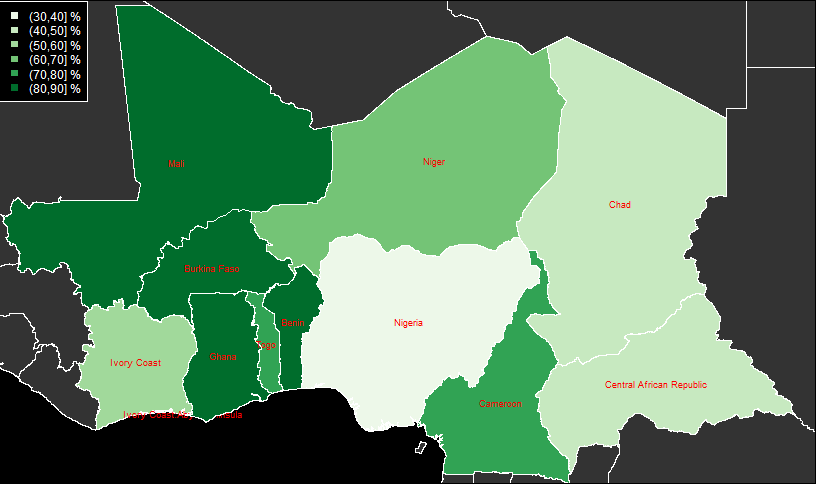 (30,40] %
(40,50] %
(50,60] %
(60,70] %
(70,80] %
(80,90] %
Mali
Niger
Chad
Burkina Faso
Benin
Nigeria
Togo
Ghana
Ivory Coast
Central African Republic
Cameroon
Ivory Coast